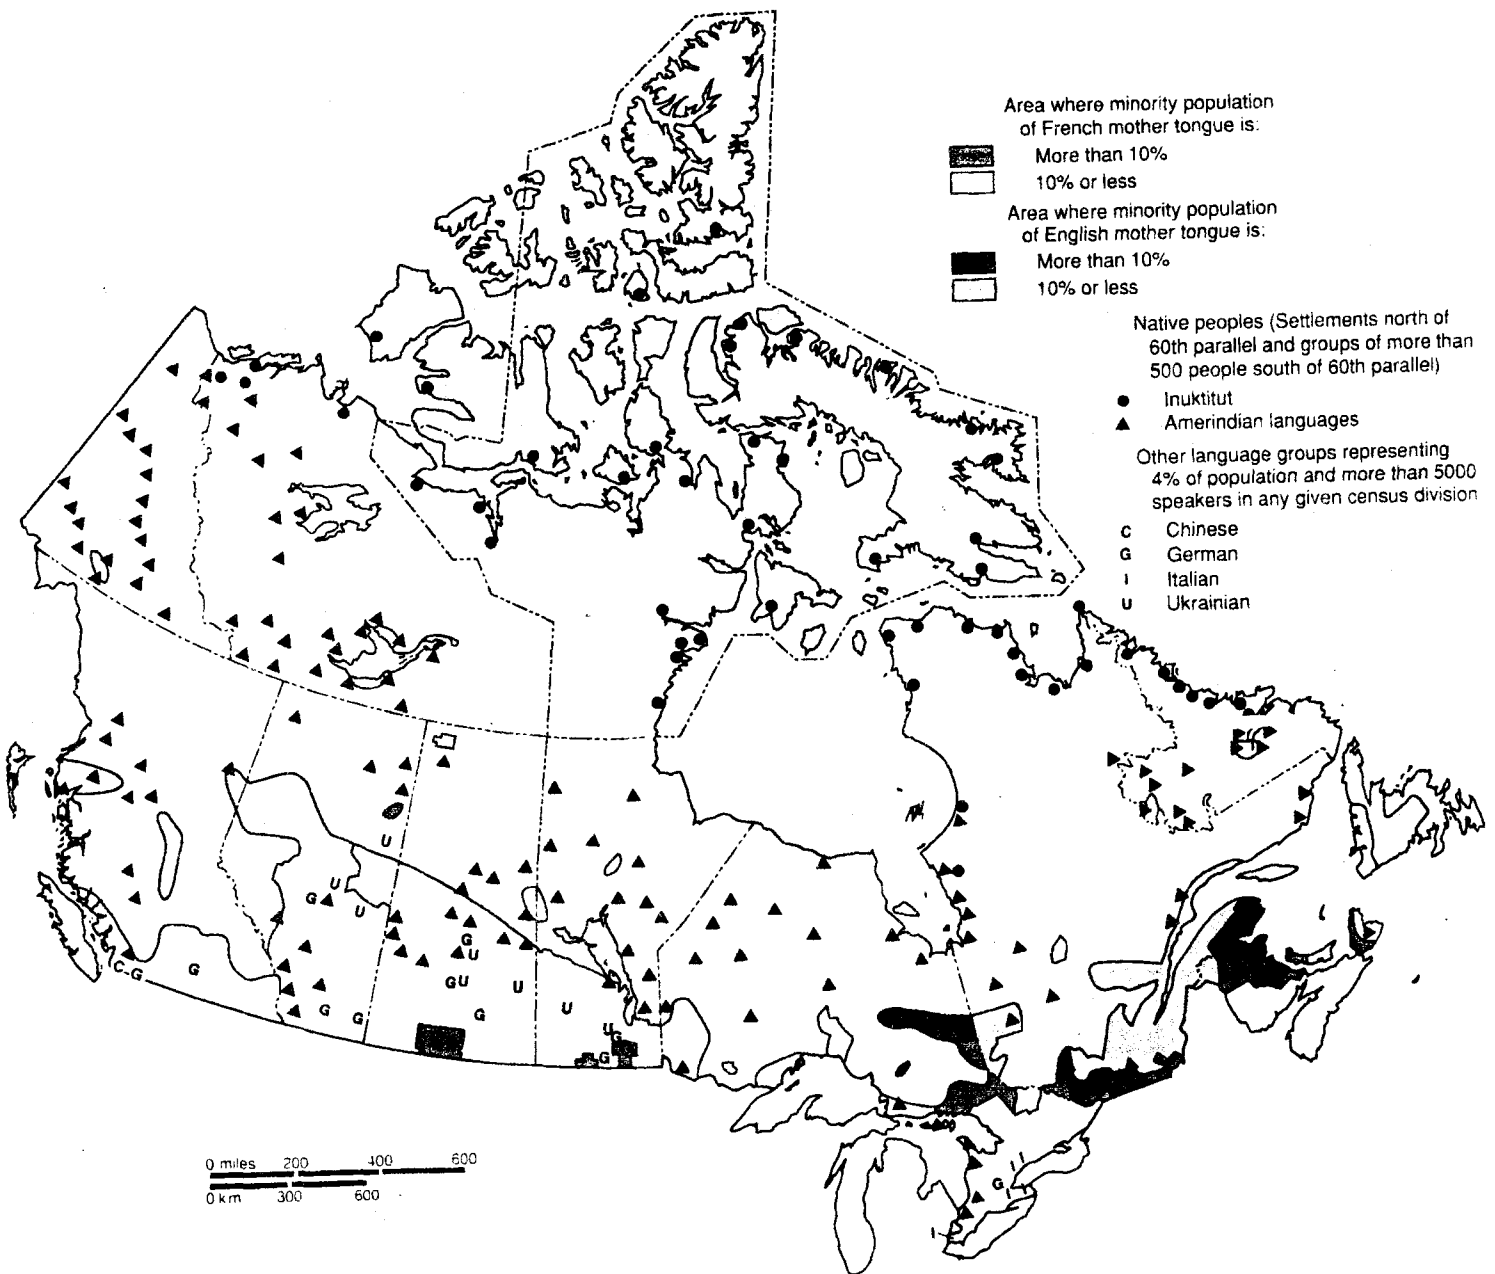 Area where minority population
of French mother tongue is:
More than 10%
10% or less
Area where minority population
of English mother tongue is:
More than 10%
10% or less
Native peoples (Settlements north of
60th parallel and groups of more than
500 people south of 60th parallel)
Inuktitut
Amerindian languages
Other language groups representing
4% of population and more than 5000
speakers in any given census division
C Chinese
G German
I Italian
U Ukrainian
U
U
G
U
G
U
C-G
G
G U
U
G
G
G
U
U
G
G
0 miles 200 400 600
0 km 300 600
I I
G
I I
I